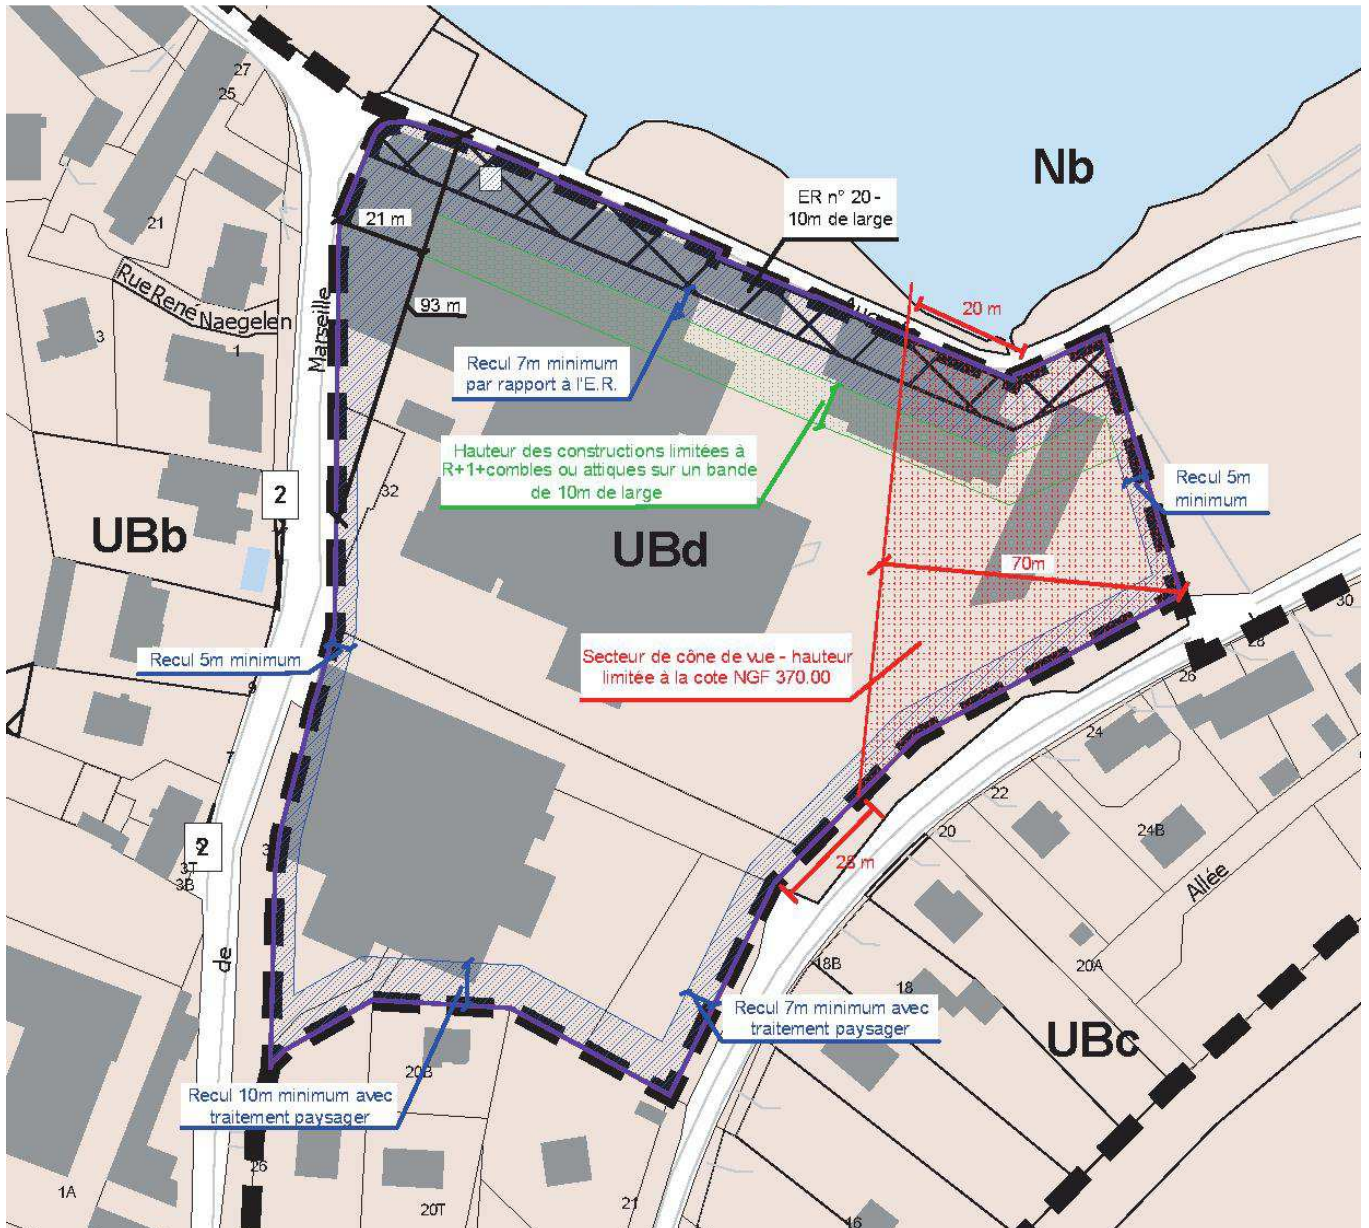 27
25
Nb
ER n° 20 -
10m de large
21
21 m
Rue René
Naegelen
3
1
Marseille
93 m
20 m
Recul 7m minimum
par rapport à l'E.R.
Hauteur des constructions limitées à
R+1+combles ou attiques sur un bande
de 10m de large
Recul 5m
minimum
32
2
UBb
UBd
70m
30
28
26
Recul 5m minimum
Secteur de cône de vue - hauteur
limitée à la cote NGF 370.00
9
7
24
22
20
24B
2
3T
3B
28 m
Allée
de
18B
18
20A
Recul 7m minimum avec
traitement paysager
UBc
20B
Recul 10m minimum avec
traitement paysager
26
1A
20T
21
16